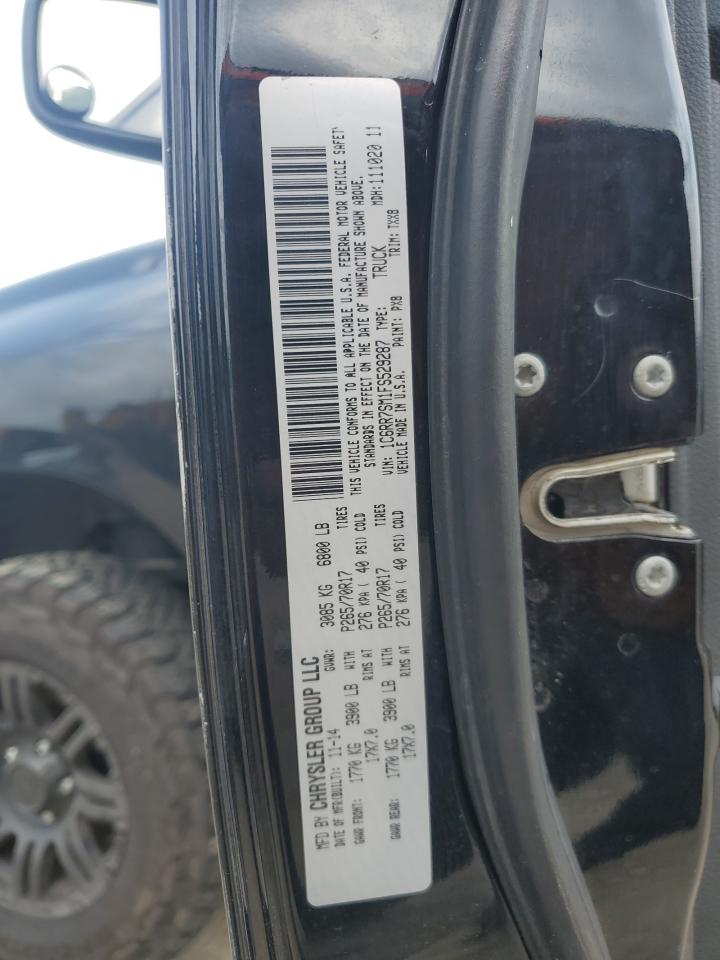 MFD BY CHRYSLER GROUP LLC
DATE OF MFR(BUILT): 11-14 GVWR: 3085 KG 6800 LB
GAWR FRONT: 1770 KG 3900 LB WITH P265/70R17 TIRES
17X7.0 RIMS AT 276 KPA ( 40 PSI) COLD
GAWR REAR: 1770 KG 3900 LB WITH P265/70R17 TIRES
17X7.0 RIMS AT 276 KPA ( 40 PSI) COLD
THIS VEHICLE CONFORMS TO ALL APPLICABLE U.S.A. FEDERAL MOTOR VEHICLE SAFETY
STANDARDS IN EFFECT ON THE DATE OF MANUFACTURE SHOWN ABOVE.
VIN: 1C6RR7SM1FS529287 TYPE: TRUCK MDH: 111020 11
VEHICLE MADE IN U.S.A. PAINT: PX8 TRIM: TXX8